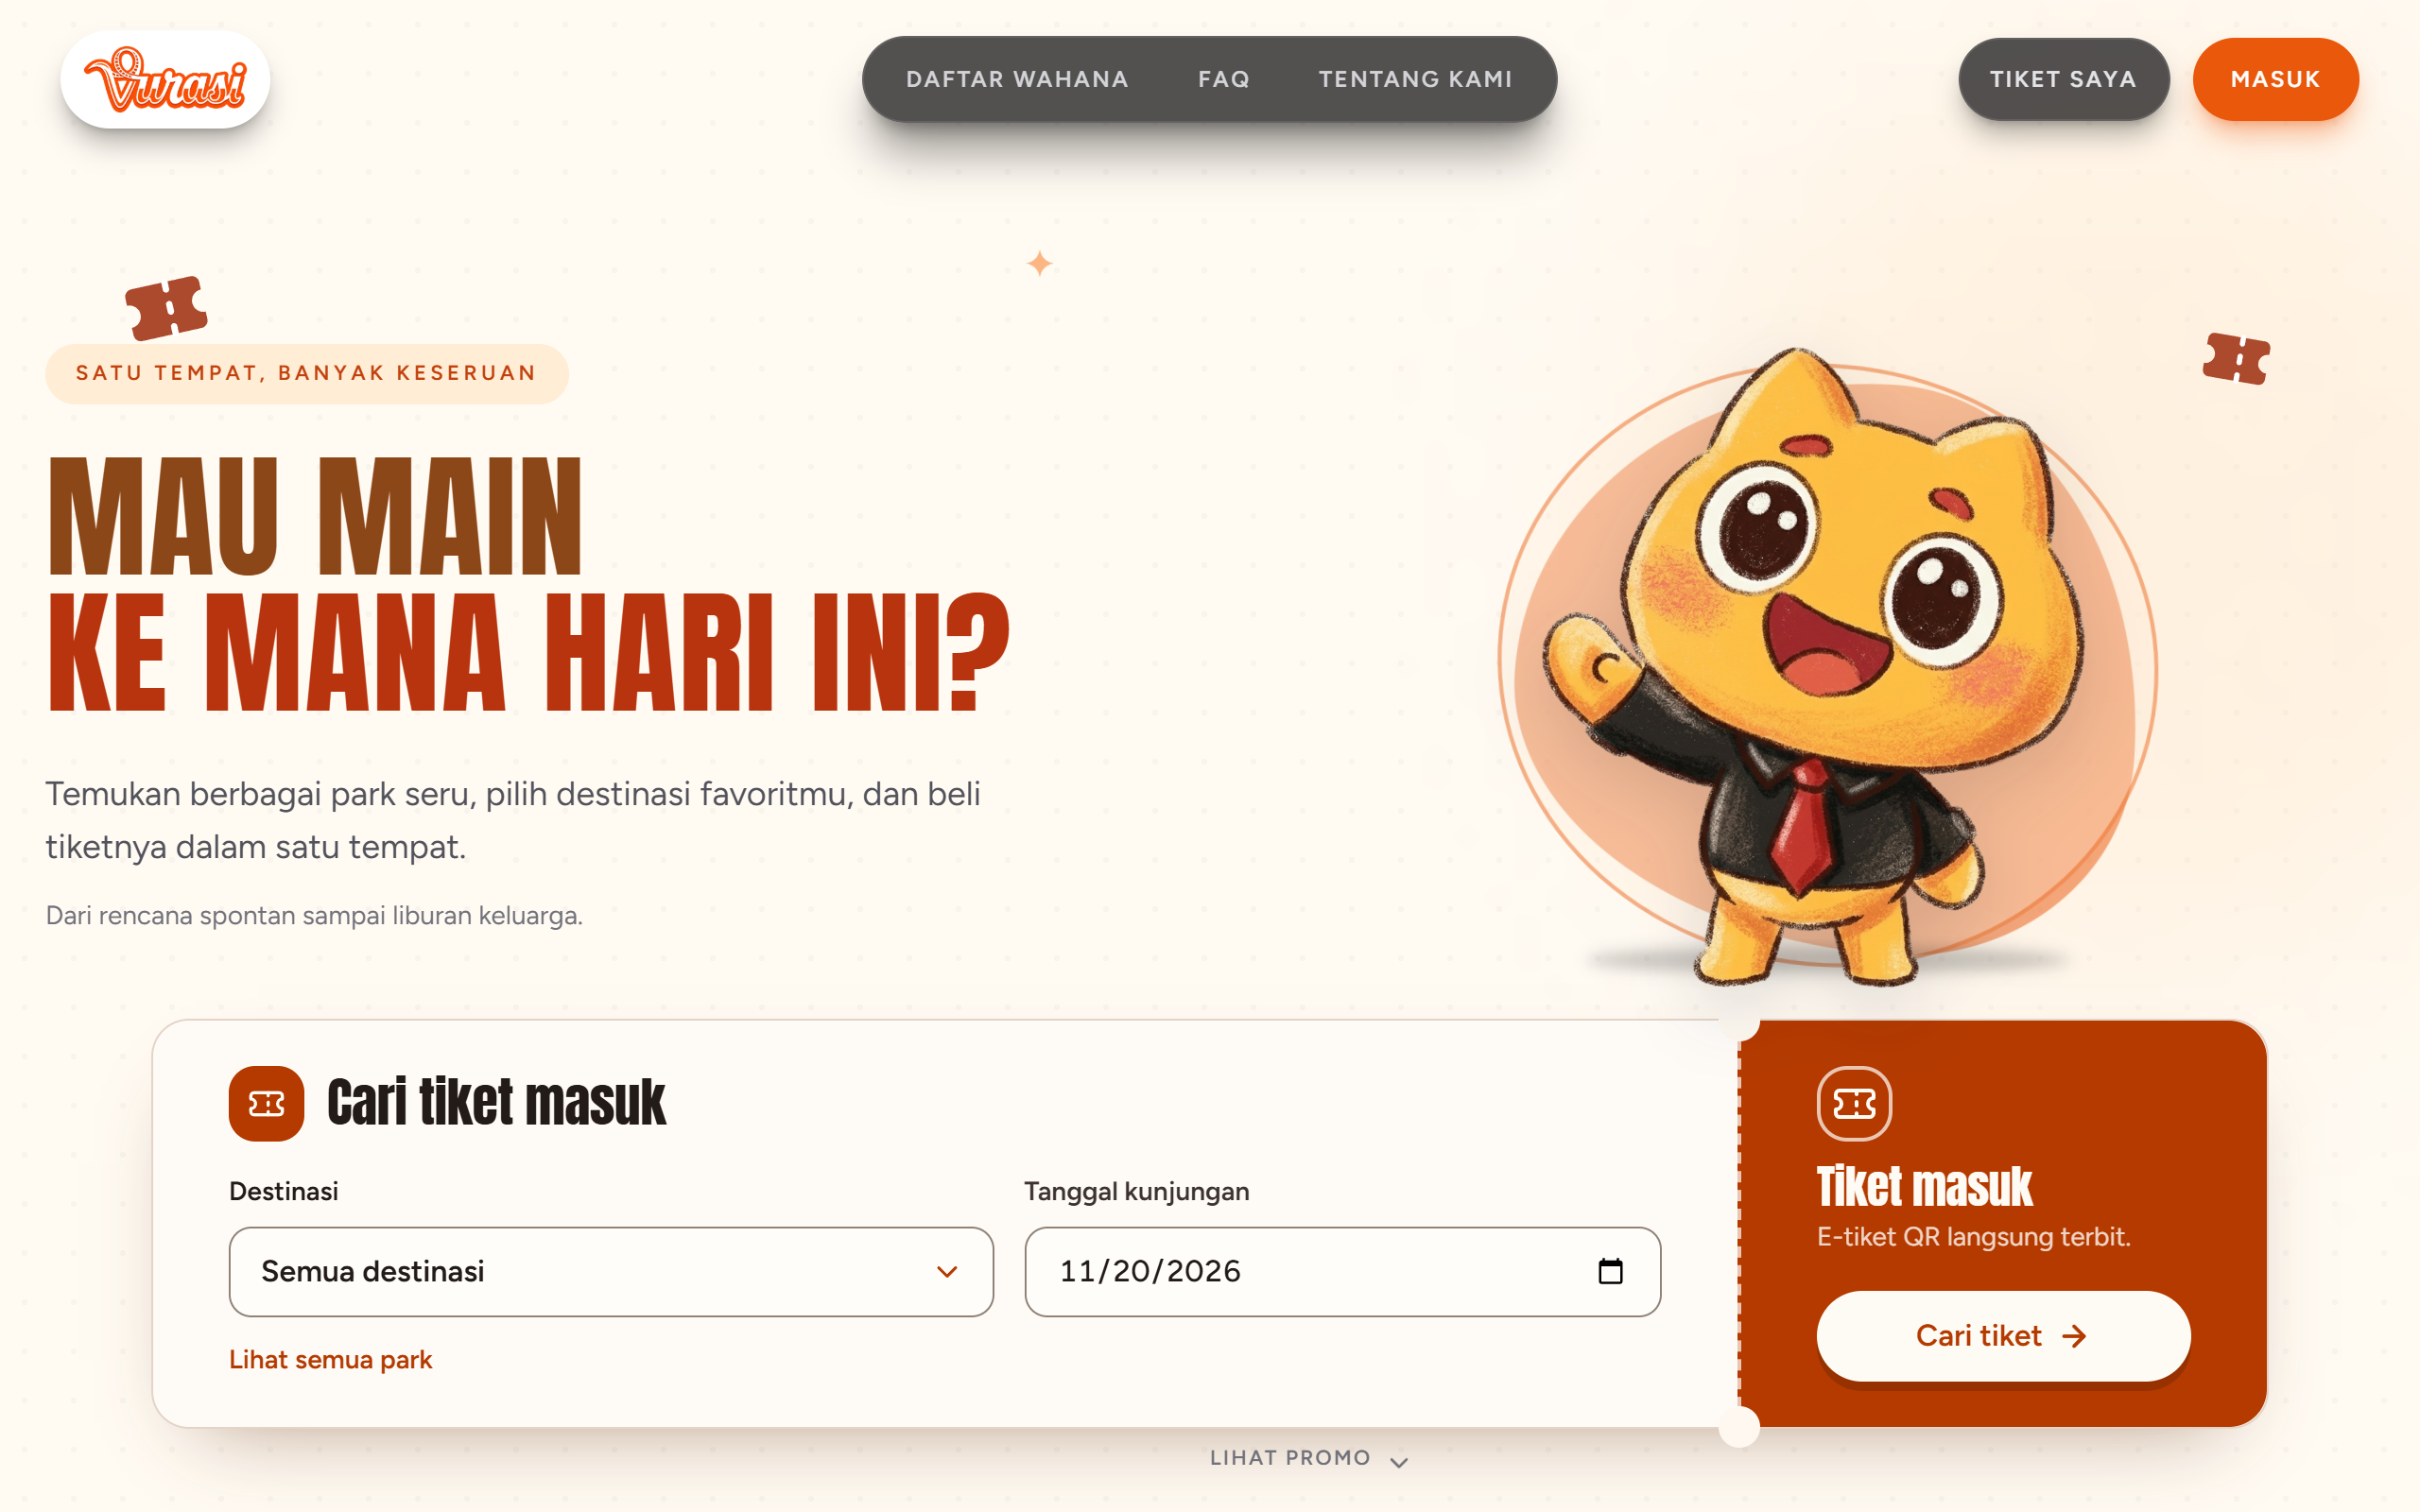 Vurasi
DAFTAR WAHANA
FAQ
TENTANG KAMI
TIKET SAYA
MASUK
SATU TEMPAT, BANYAK KESERUAN
MAU MAIN
KE MANA HARI INI?
Temukan berbagai park seru, pilih destinasi favoritmu, dan beli
tiketnya dalam satu tempat.
Dari rencana spontan sampai liburan keluarga.
Cari tiket masuk
Destinasi
Semua destinasi
Tanggal kunjungan
11/20/2026
Lihat semua park
Tiket masuk
E-tiket QR langsung terbit.
Cari tiket
LIHAT PROMO